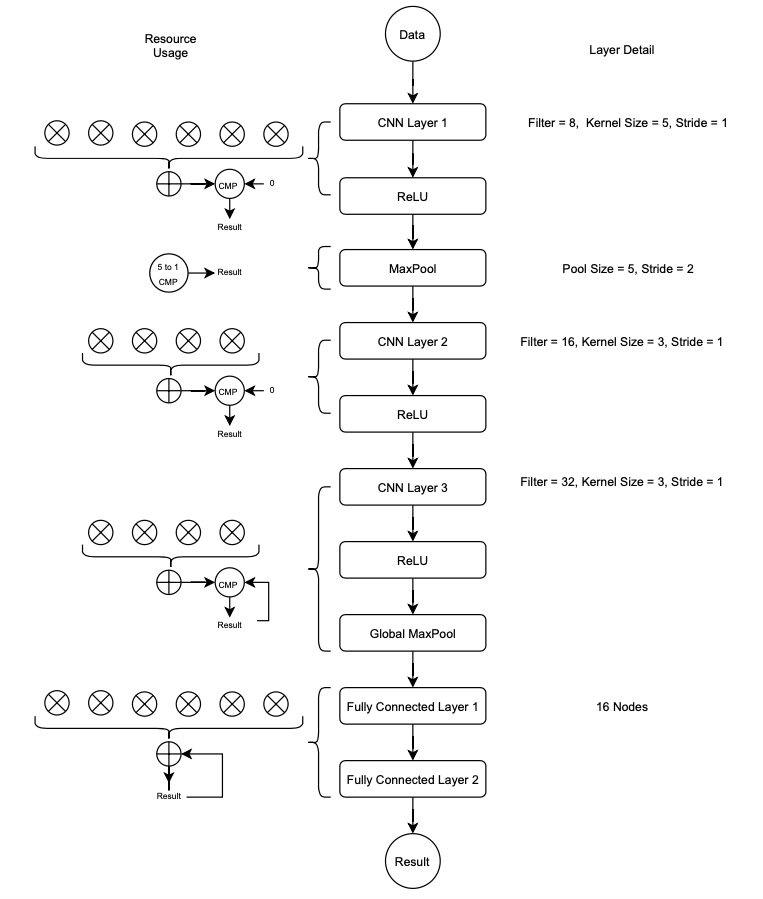 Resource
Usage
Data
Layer Detail
CNN Layer 1
Filter = 8,  Kernel Size = 5, Stride = 1
CMP
0
ReLU
Result
5 to 1
CMP
Result
MaxPool
Pool Size = 5, Stride = 2
CNN Layer 2
Filter = 16, Kernel Size = 3, Stride = 1
CMP
0
ReLU
Result
CNN Layer 3
Filter = 32, Kernel Size = 3, Stride = 1
ReLU
CMP
Result
Global MaxPool
Fully Connected Layer 1
16 Nodes
Fully Connected Layer 2
Result
Result